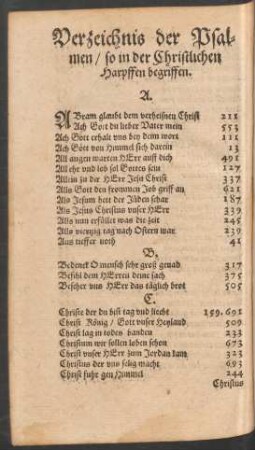 Verzeichnis der Psal-
men / so in der Christlichen
Harpffen begriffen.
A.
ABram glaubt dem verheißnen Christ 211
Ach Gott du lieber Vater mein 553
Ach Gott erhalt vns bey deim wort 111
Ach Gott von Himmel sich darein 13
All augen warten HErr auff dich 491
All ehr vnd lob sol Gottes sein 127
Allein zu dir HErr Jesu Christ 337
Als Gott den frommen Job griff an 621
Als Jesum hett der Jüden schar 187
Als Jesus Christus vnser HErr 239
Als nun erfüllet was die zeit 245
Als viertzig tag nach Ostern war 239
Aus tieffer noth 41
B.
Bedenck O mensch sehr groß gnad 317
Befihl dem HErren deine sach 375
Bescher vns HErr das täglich brot 505
C.
Christe der du bist tag vnd liecht 159. 691
Christ König / Gott vnser Heyland 509
Christ lag in todes banden 233
Christum wir sollen loben schon 673
Christ vnser HErr zum Jordan kam 323
Christus der vns selig macht 693
Christ fuhr gen Himmel 244
Christus